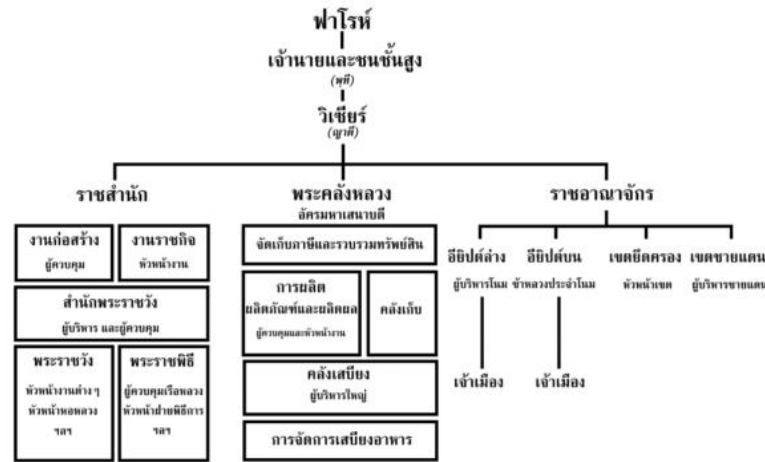 ฟาโรห์
เจ้านายและชนชั้นสูง
(พุที)
วิเซียร์
(ญาตี)
ราชสำนัก
งานก่อสร้าง
ผู้ควบคุม
งานราชกิจ
หัวหน้างาน
สำนักพระราชวัง
ผู้บริหาร และผู้ควบคุม
พระราชวัง
หัวหน้างานต่าง ๆ
หัวหน้าหอหลวง
ฯลฯ
พระราชพิธี
ผู้ควบคุมเรือหลวง
หัวหน้าฝ่ายพิธีการ
ฯลฯ
พระคลังหลวง
อัครมหาเสนาบดี
จัดเก็บภาษีและรวบรวมทรัพย์สิน
การผลิต
ผลิตภัณฑ์และผลิตผล
ผู้ควบคุมและหัวหน้างาน
คลังเก็บ
คลังเสบียง
ผู้บริหารใหญ่
การจัดการเสบียงอาหาร
ราชอาณาจักร
อียิปต์ล่าง
ผู้บริหารโนม
เจ้าเมือง
อียิปต์บน
ข้าหลวงประจำโนม
เจ้าเมือง
เขตยึดครอง
หัวหน้าเขต
เขตชายแดน
ผู้บริหารชายแดน